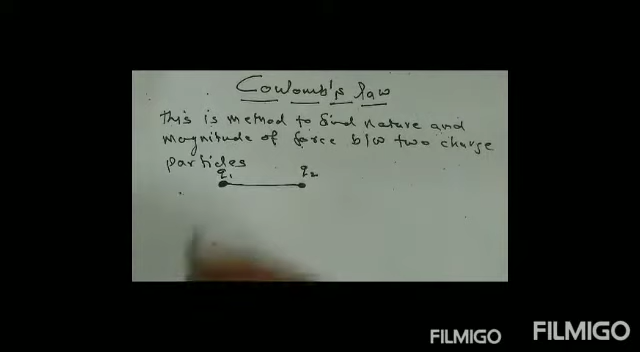 Coulomb's law
This is method to find nature and
magnitude of force b/w two charge
particles
q₁ q₂
FILMIGO FILMIGO